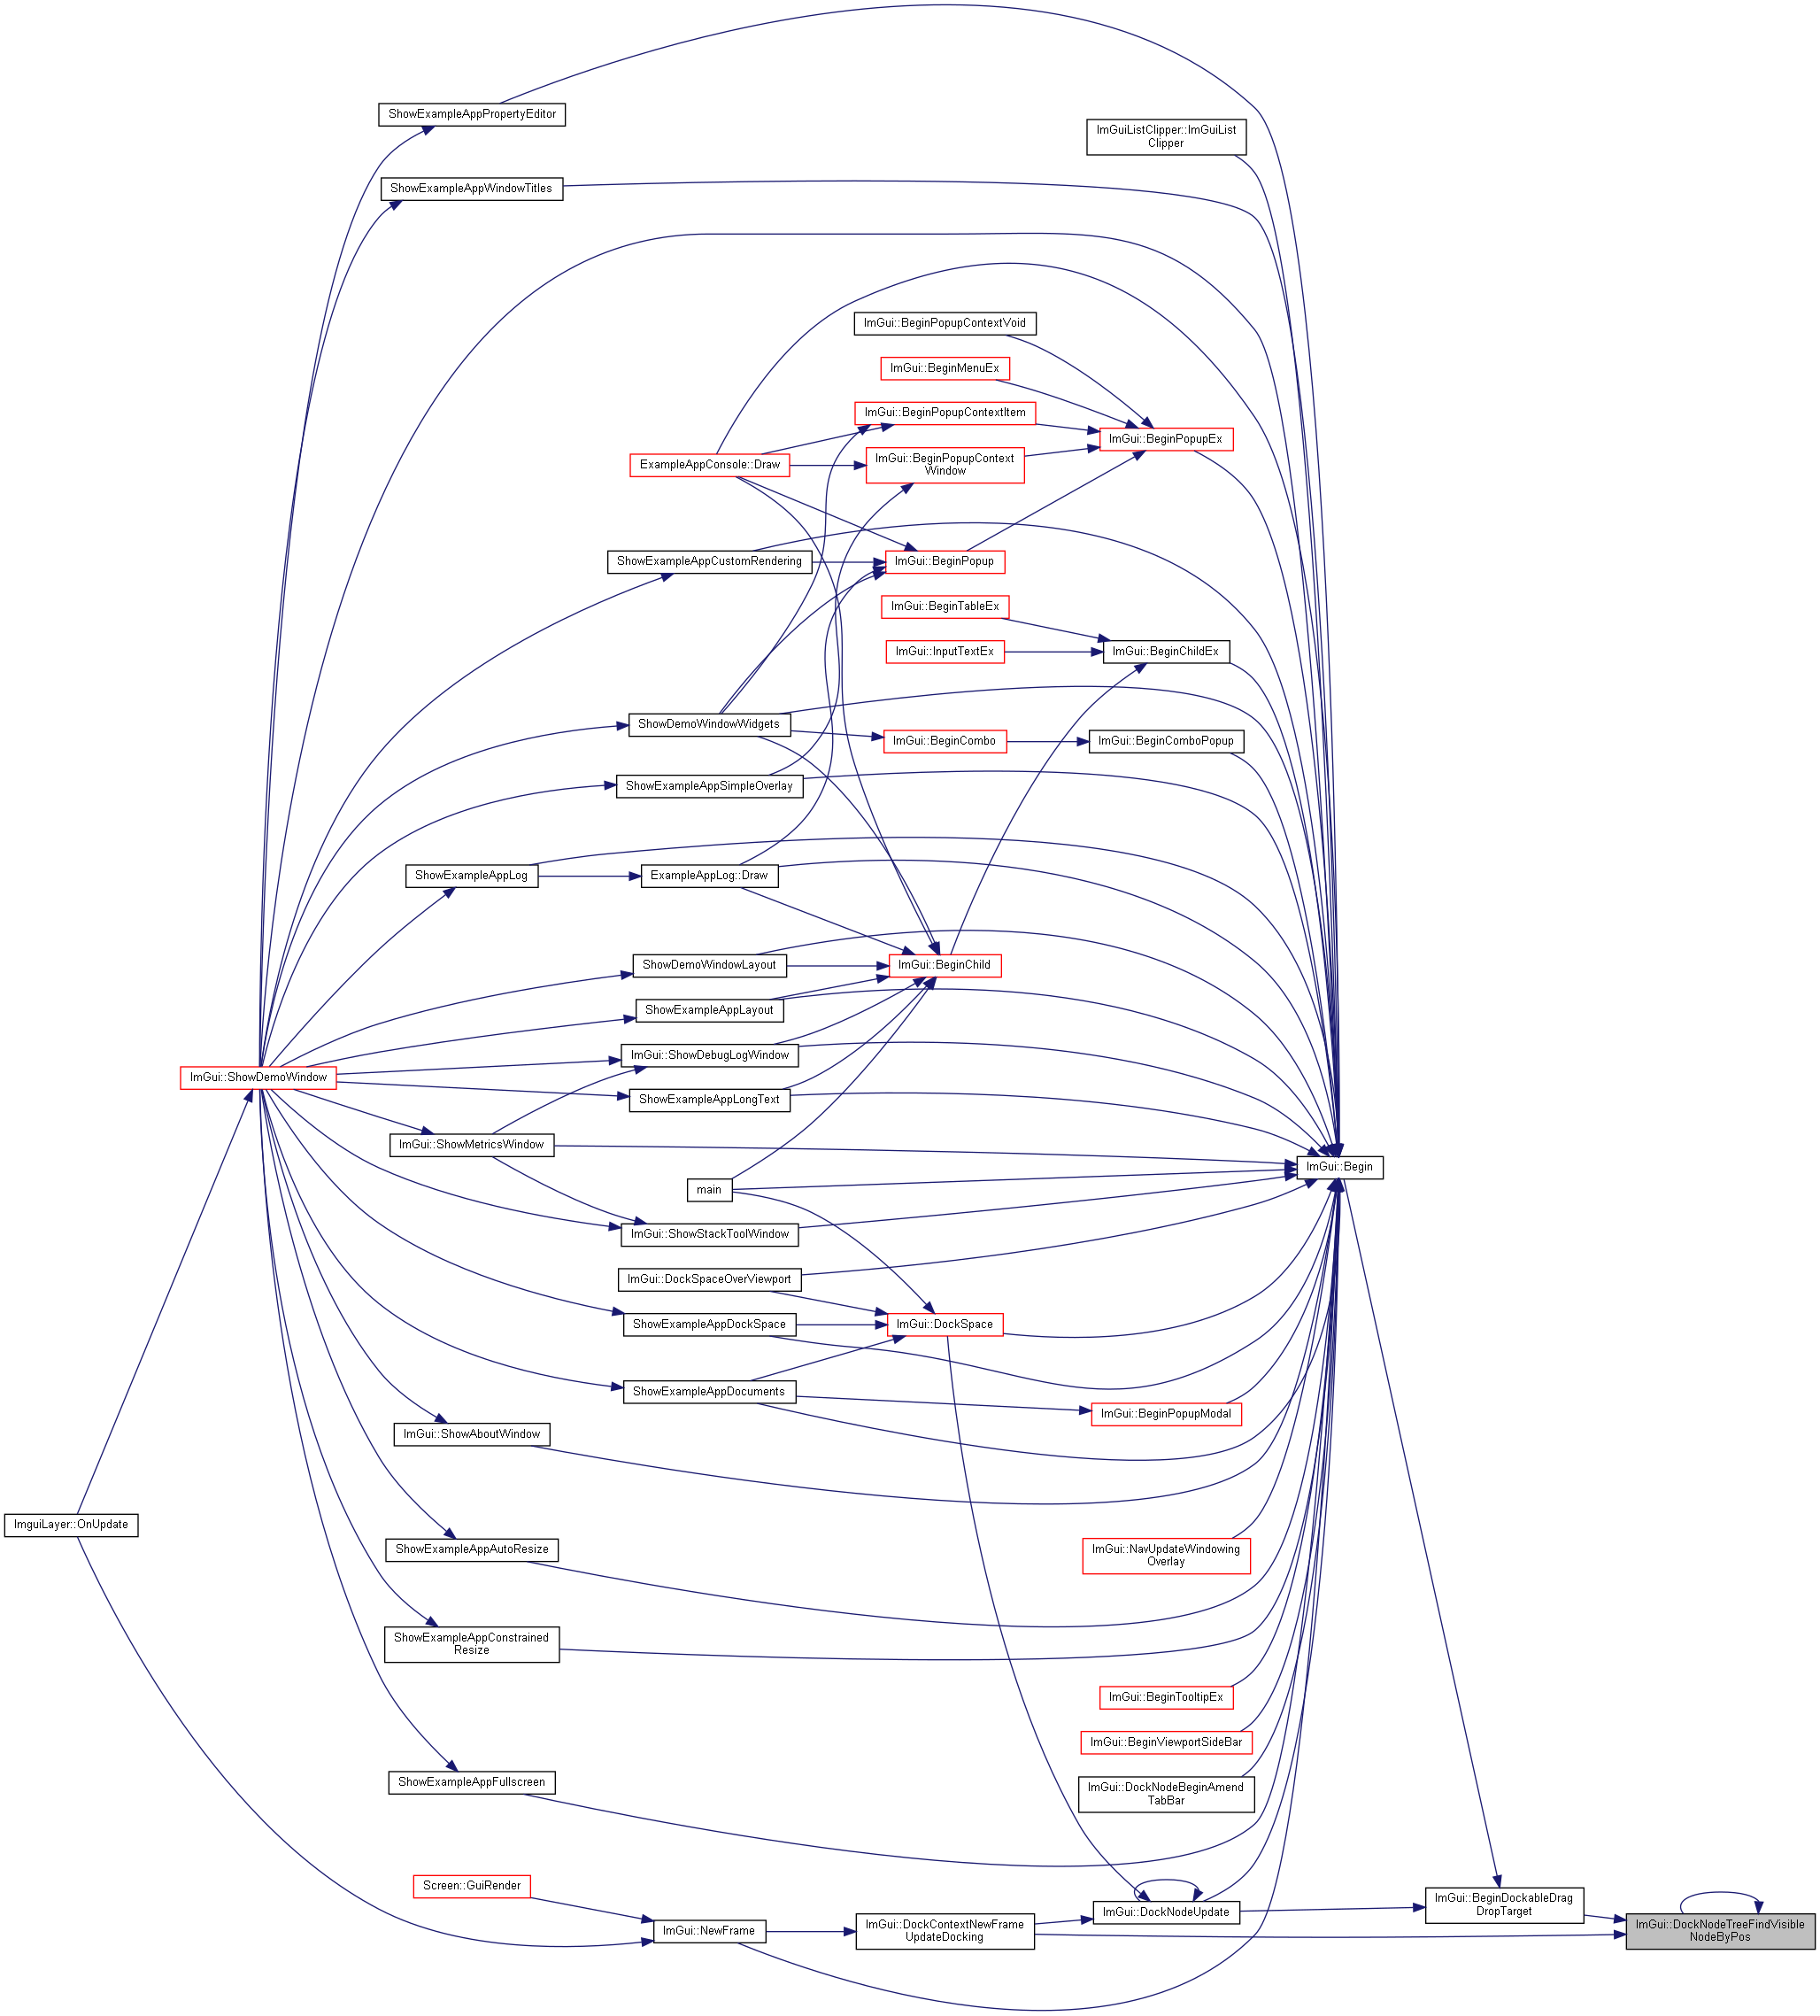 ShowExampleAppPropertyEditor
ImGuiListClipper::ImGuiList
Clipper
ShowExampleAppWindowTitles
ImGui::BeginPopupContextVoid
ImGui::BeginMenuEx
ImGui::BeginPopupContextItem
ImGui::BeginPopupEx
ExampleAppConsole::Draw
ImGui::BeginPopupContext
Window
ShowExampleAppCustomRendering
ImGui::BeginPopup
ImGui::BeginTableEx
ImGui::InputTextEx
ImGui::BeginChildEx
ShowDemoWindowWidgets
ImGui::BeginCombo
ImGui::BeginComboPopup
ShowExampleAppSimpleOverlay
ShowExampleAppLog
ExampleAppLog::Draw
ShowDemoWindowLayout
ImGui::BeginChild
ShowExampleAppLayout
ImGui::ShowDebugLogWindow
ImGui::ShowDemoWindow
ShowExampleAppLongText
ImGui::ShowMetricsWindow
ImGui::Begin
main
ImGui::ShowStackToolWindow
ImGui::DockSpaceOverViewport
ShowExampleAppDockSpace
ImGui::DockSpace
ShowExampleAppDocuments
ImGui::BeginPopupModal
ImGui::ShowAboutWindow
ImguiLayer::OnUpdate
ShowExampleAppAutoResize
ImGui::NavUpdateWindowing
Overlay
ShowExampleAppConstrained
Resize
ImGui::BeginTooltipEx
ImGui::BeginViewportSideBar
ShowExampleAppFullscreen
ImGui::DockNodeBeginAmend
TabBar
Screen::GuiRender
ImGui::NewFrame
ImGui::DockContextNewFrame
UpdateDocking
ImGui::DockNodeUpdate
ImGui::BeginDockableDrag
DropTarget
ImGui::DockNodeTreeFindVisible
NodeByPos